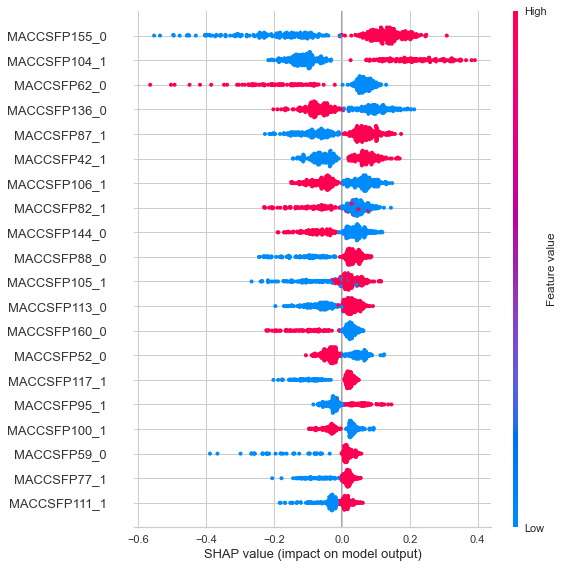 High
MACCSFP155_0
MACCSFP104_1
MACCSFP62_0
MACCSFP136_0
MACCSFP87_1
MACCSFP42_1
MACCSFP106_1
MACCSFP82_1
MACCSFP144_0
MACCSFP88_0
MACCSFP105_1
MACCSFP113_0
MACCSFP160_0
MACCSFP52_0
MACCSFP117_1
MACCSFP95_1
MACCSFP100_1
MACCSFP59_0
MACCSFP77_1
MACCSFP111_1
Feature value
Low
−0.6 −0.4 −0.2 0.0 0.2 0.4
SHAP value (impact on model output)